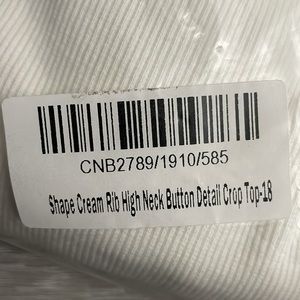 CNB2789/1910/585
Shape Cream Rib High Neck Button Detail Crop Top-18